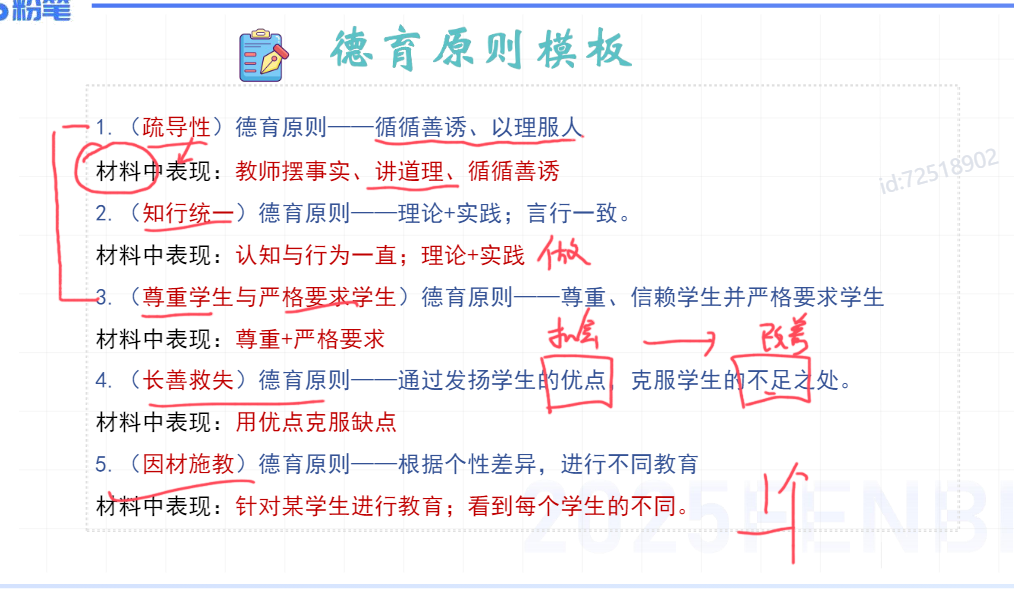 粉笔
德育原则模板
1.（疏导性）德育原则——循循善诱、以理服人
材料中表现：教师摆事实、讲道理、循循善诱
id:72518902
2.（知行统一）德育原则——理论+实践；言行一致。
材料中表现：认知与行为一直；理论+实践 做
3.（尊重学生与严格要求学生）德育原则——尊重、信赖学生并严格要求学生
材料中表现：尊重+严格要求
改善
4.（长善救失）德育原则——通过发扬学生的优点，克服学生的不足之处。
材料中表现：用优点克服缺点
5.（因材施教）德育原则——根据个性差异，进行不同教育
材料中表现：针对某学生进行教育；看到每个学生的不同。
1个